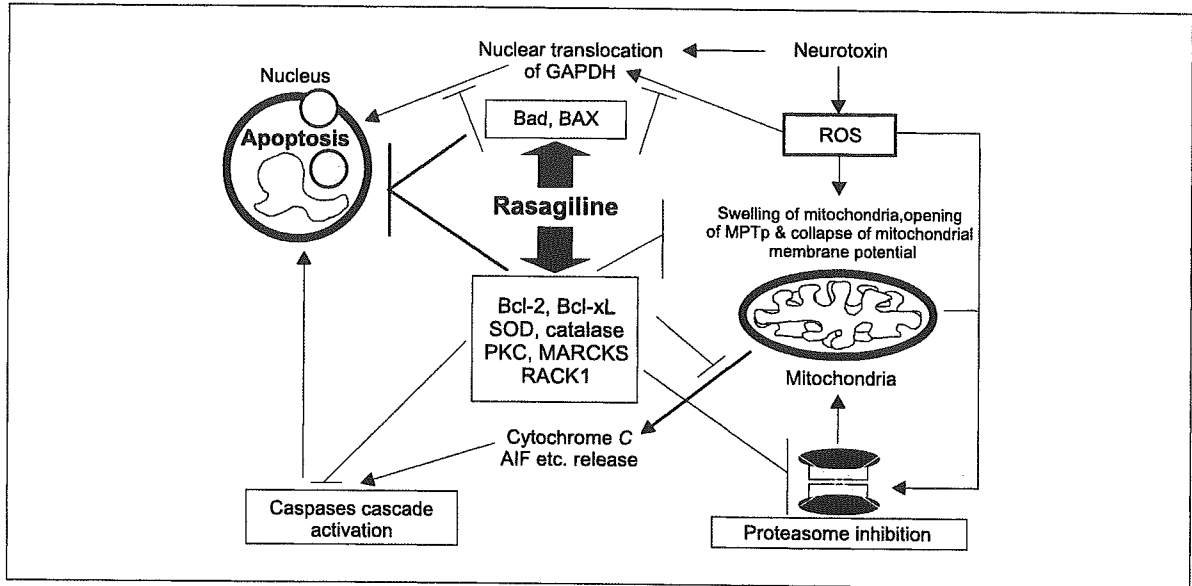 Nuclear translocation
of GAPDH
Neurotoxin
Nucleus
Apoptosis
Bad, BAX
ROS
Rasagiline
Swelling of mitochondria,opening
of MPTp & collapse of mitochondrial
membrane potential
Bcl-2, Bcl-xL
SOD, catalase
PKC, MARCKS
RACK1
Mitochondria
Cytochrome C
AIF etc. release
Caspases cascade
activation
Proteasome inhibition